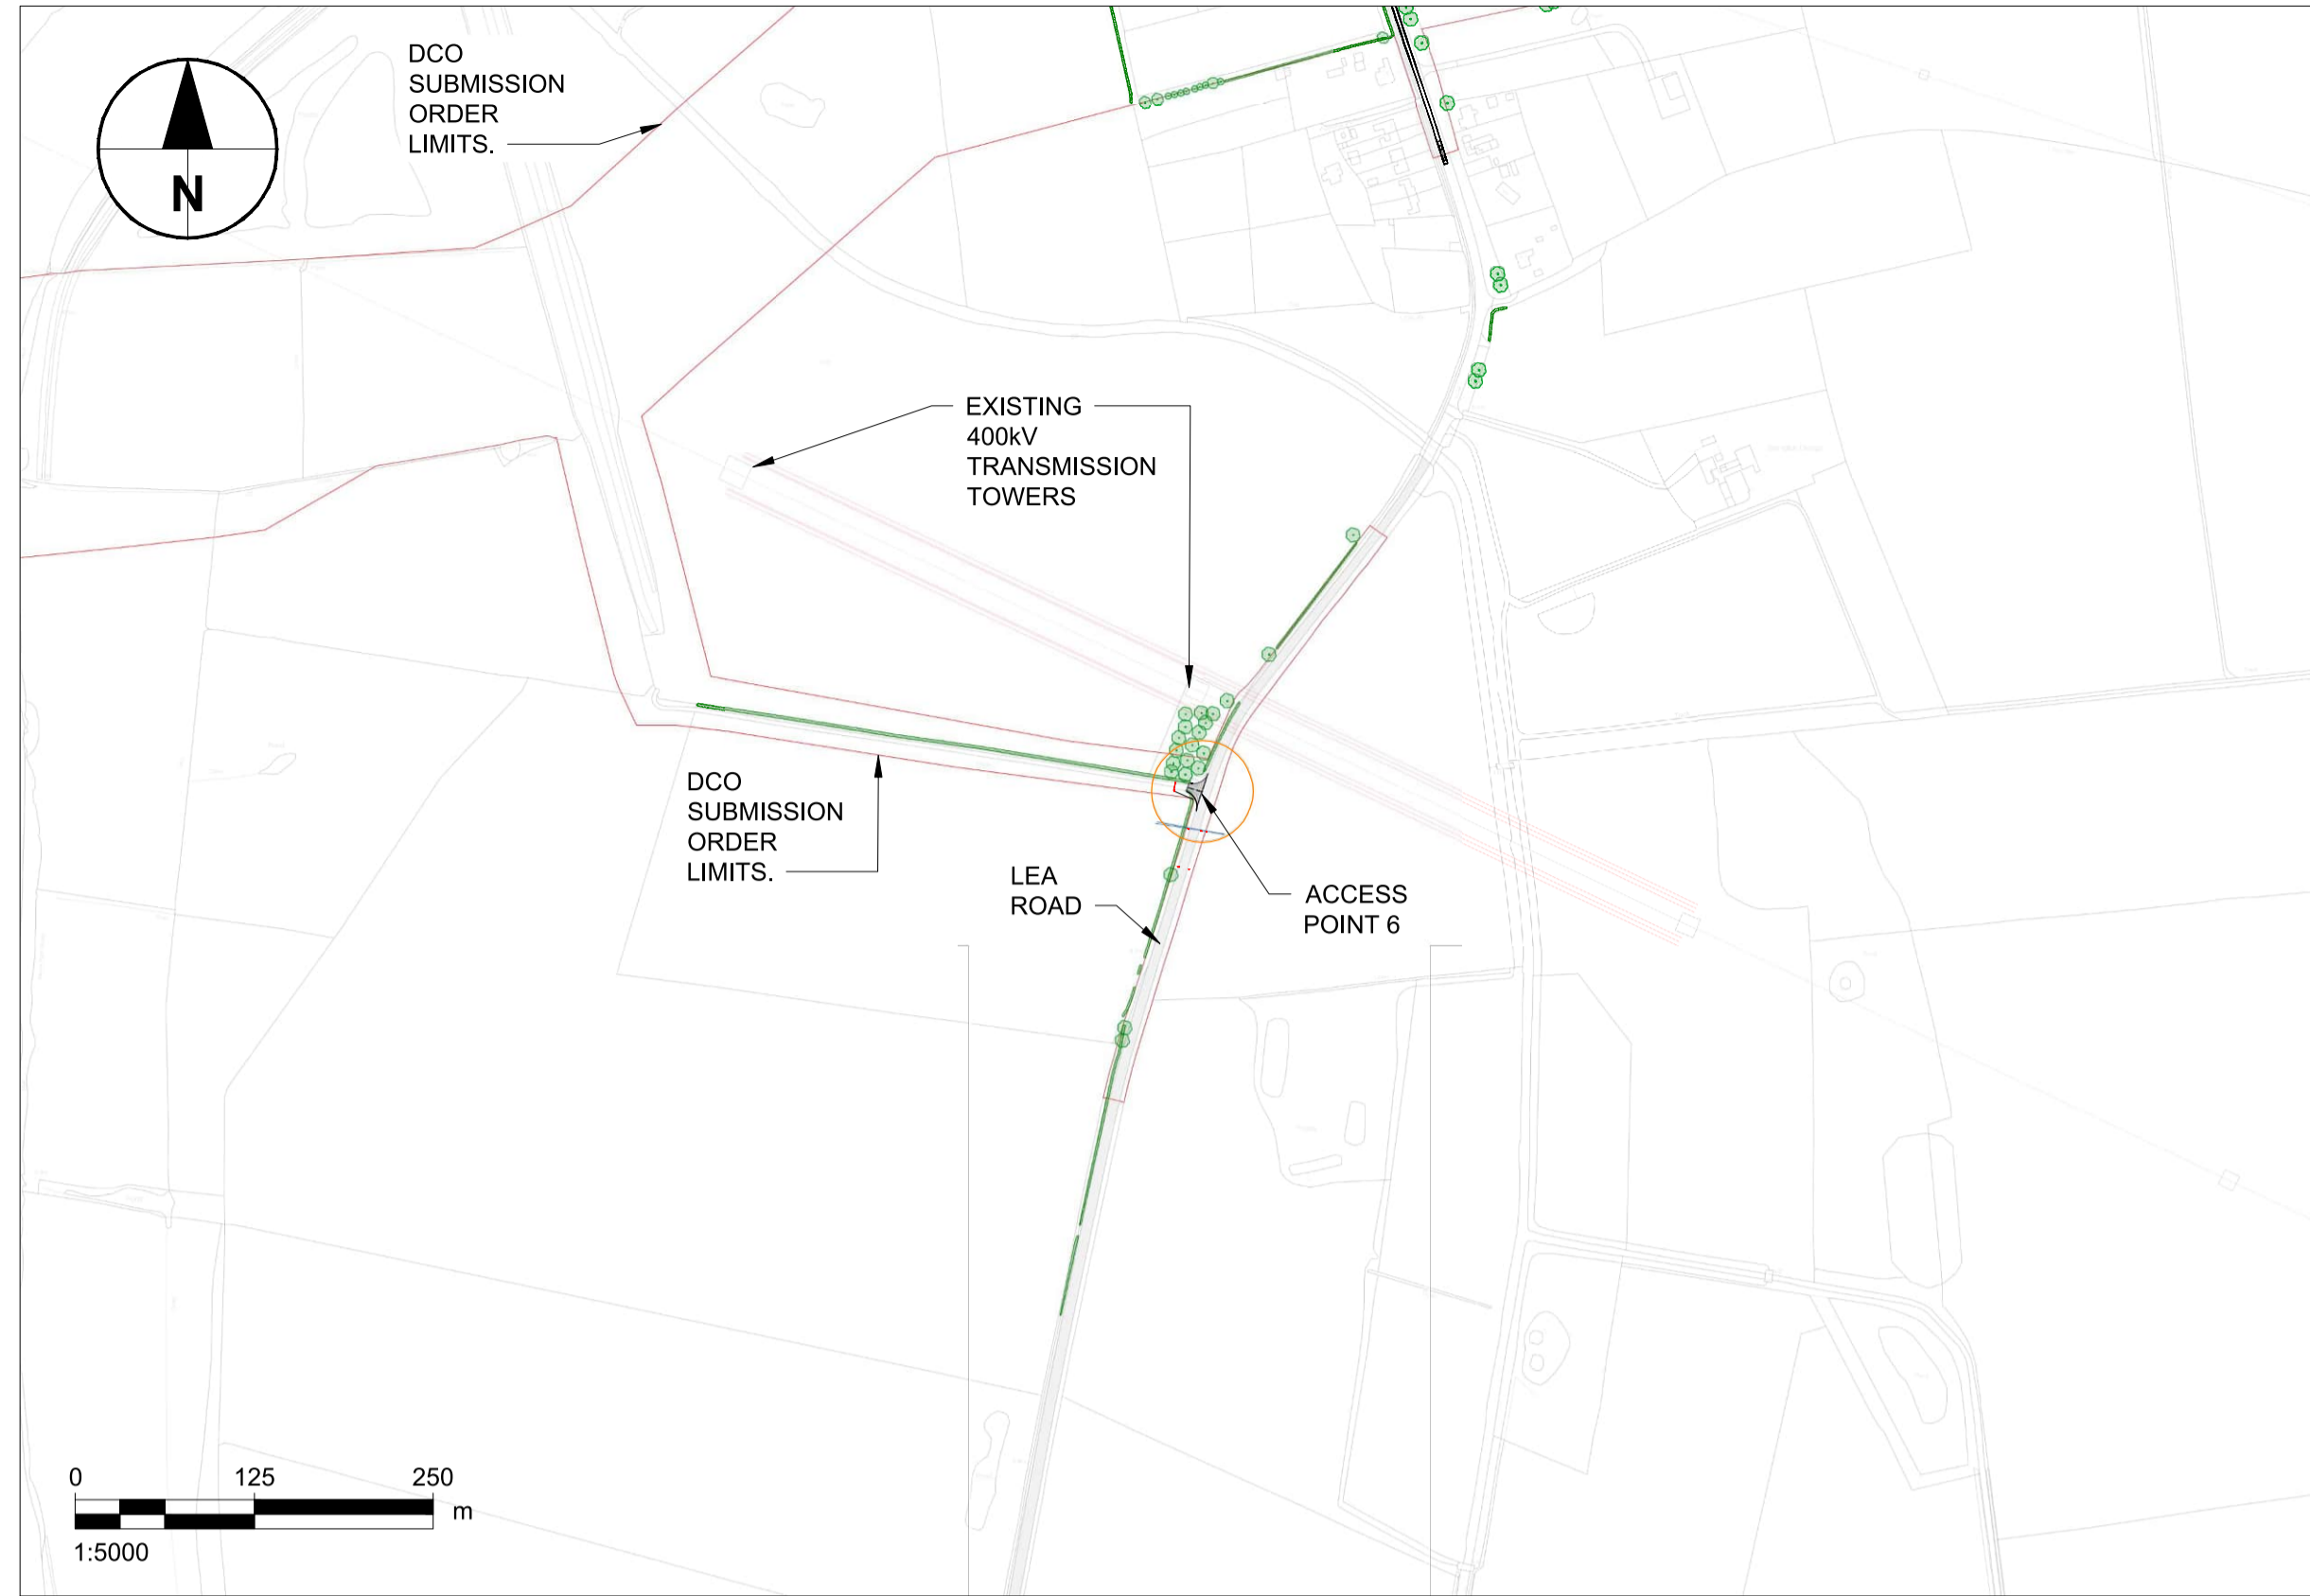 DCO
SUBMISSION
ORDER
LIMITS.
N
EXISTING
400kV
TRANSMISSION
TOWERS
DCO
SUBMISSION
ORDER
LIMITS.
LEA
ROAD
ACCESS
POINT 6
0 125 250
m
1:5000